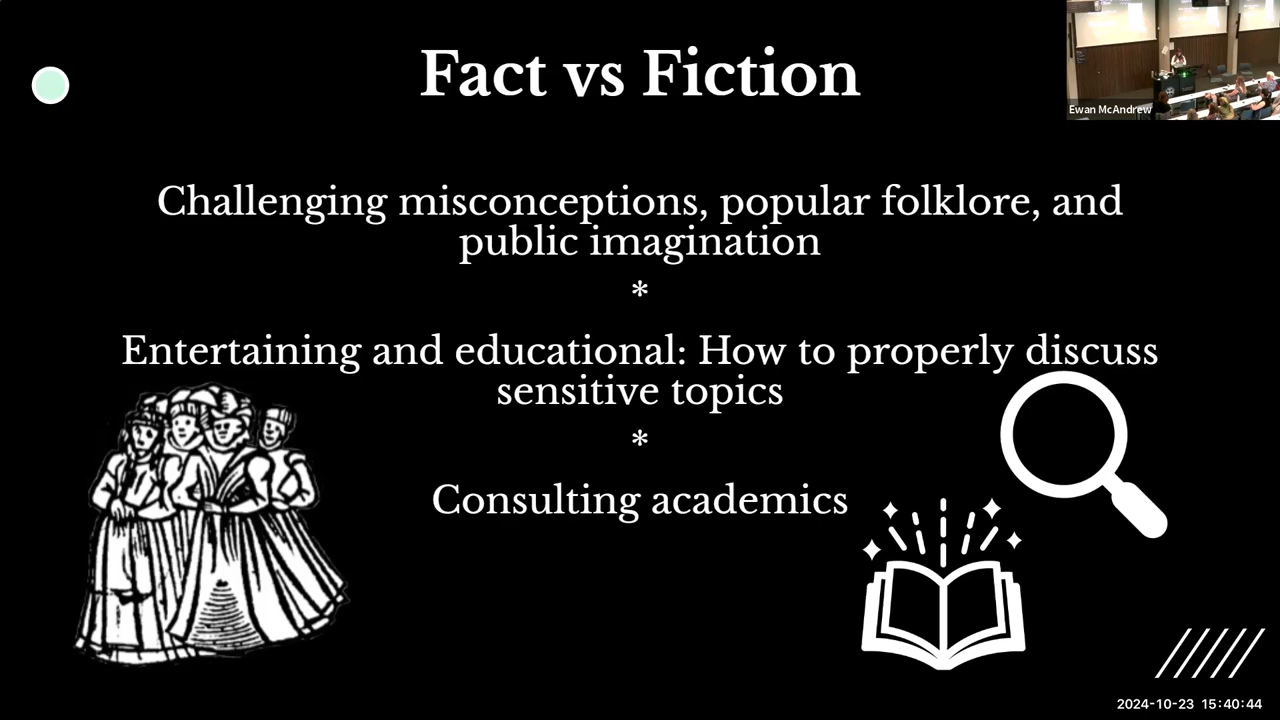 Fact vs Fiction
Ewan McAndrew
Challenging misconceptions, popular folklore, and
public imagination
*
Entertaining and educational: How to properly discuss
sensitive topics
*
Consulting academics
2024-10-23 15:40:44